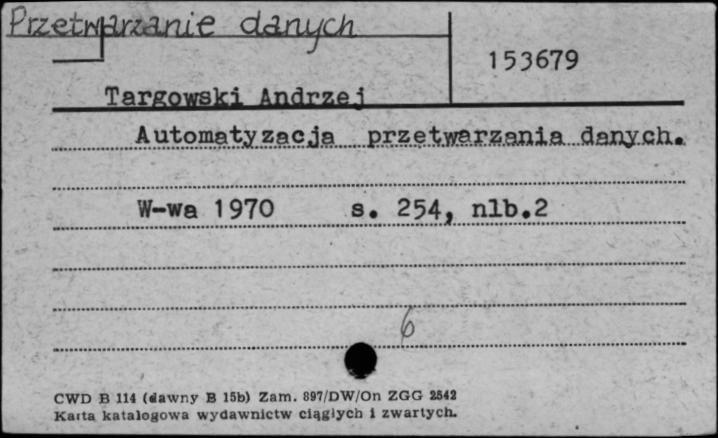 Przetwarzanie danych
153679
Targowski Andrzej
Automatyzacja przetwarzania danych.
W-wa 1970 s. 254, nlb.2
6
CWD B 114 (dawny B 15b) Zam. 897/DW/On ZGG 2542
Karta katalogowa wydawnictw ciągłych i zwartych.